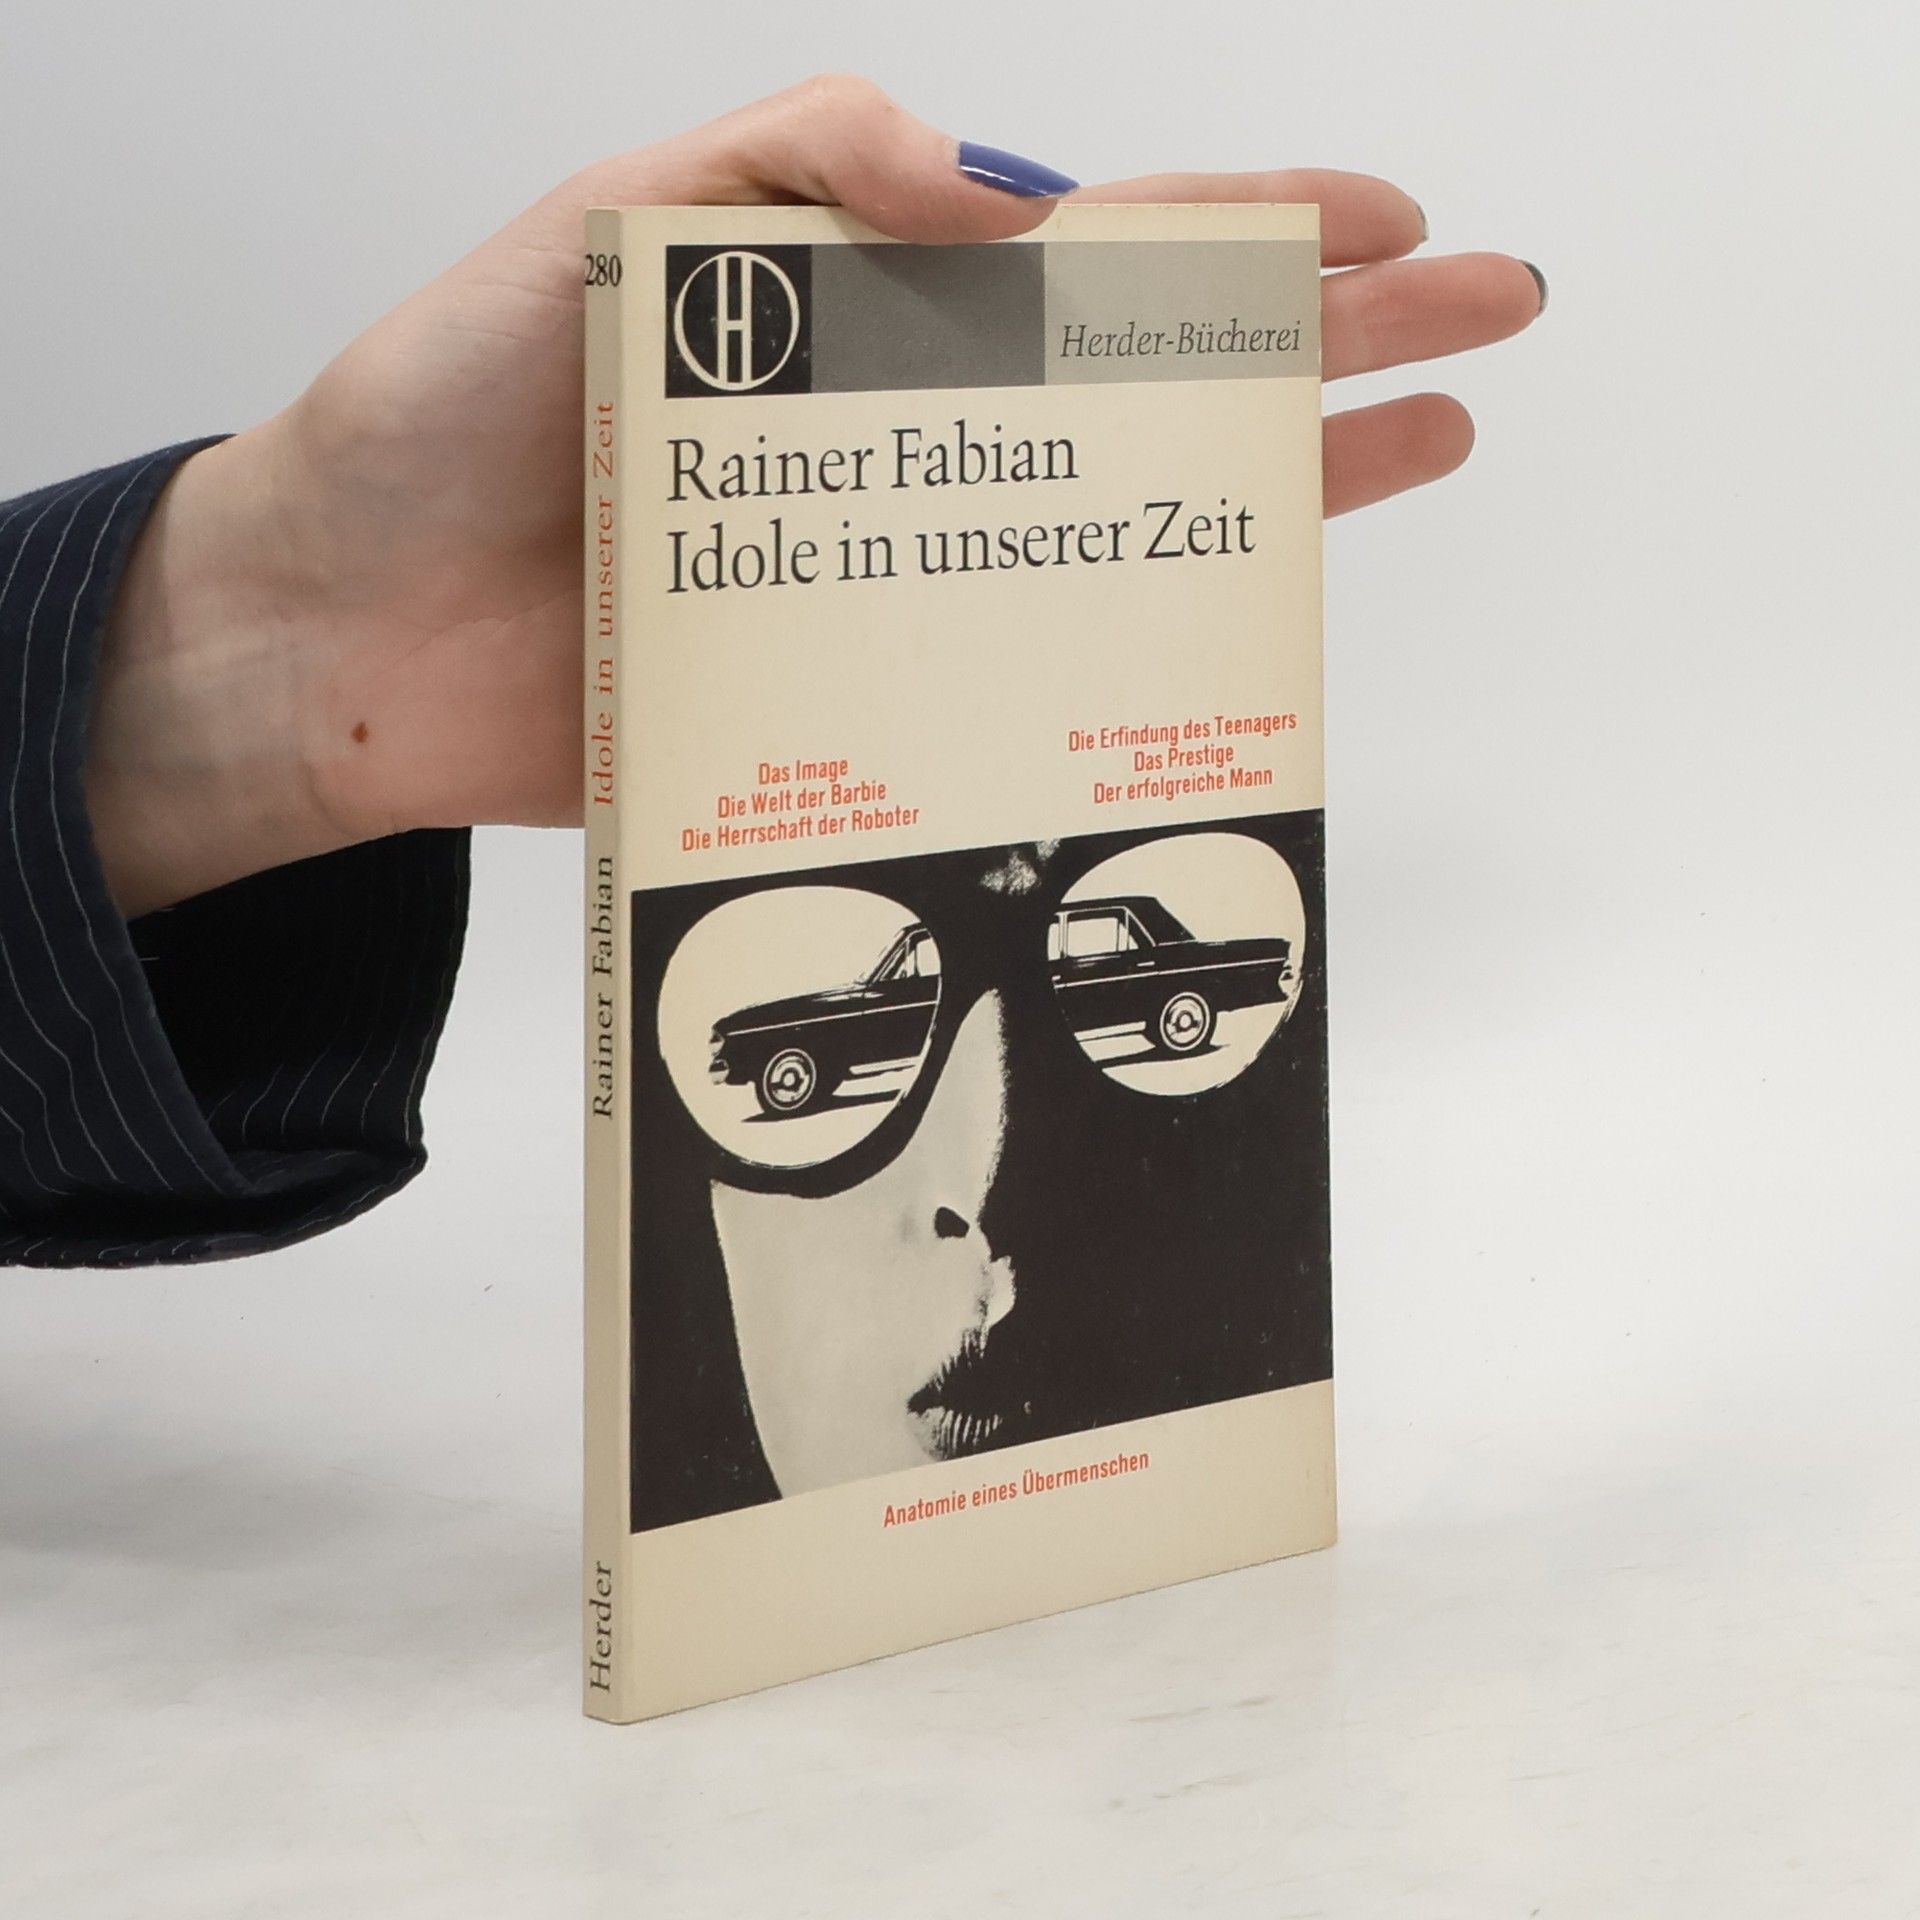 280
Rainer Fabian Idole in unserer Zeit
Herder
H
Herder-Bücherei
Rainer Fabian
Idole in unserer Zeit
Das Image
Die Welt der Barbie
Die Herrschaft der Roboter
Die Erfindung des Teenagers
Das Prestige
Der erfolgreiche Mann
Anatomie eines Übermenschen